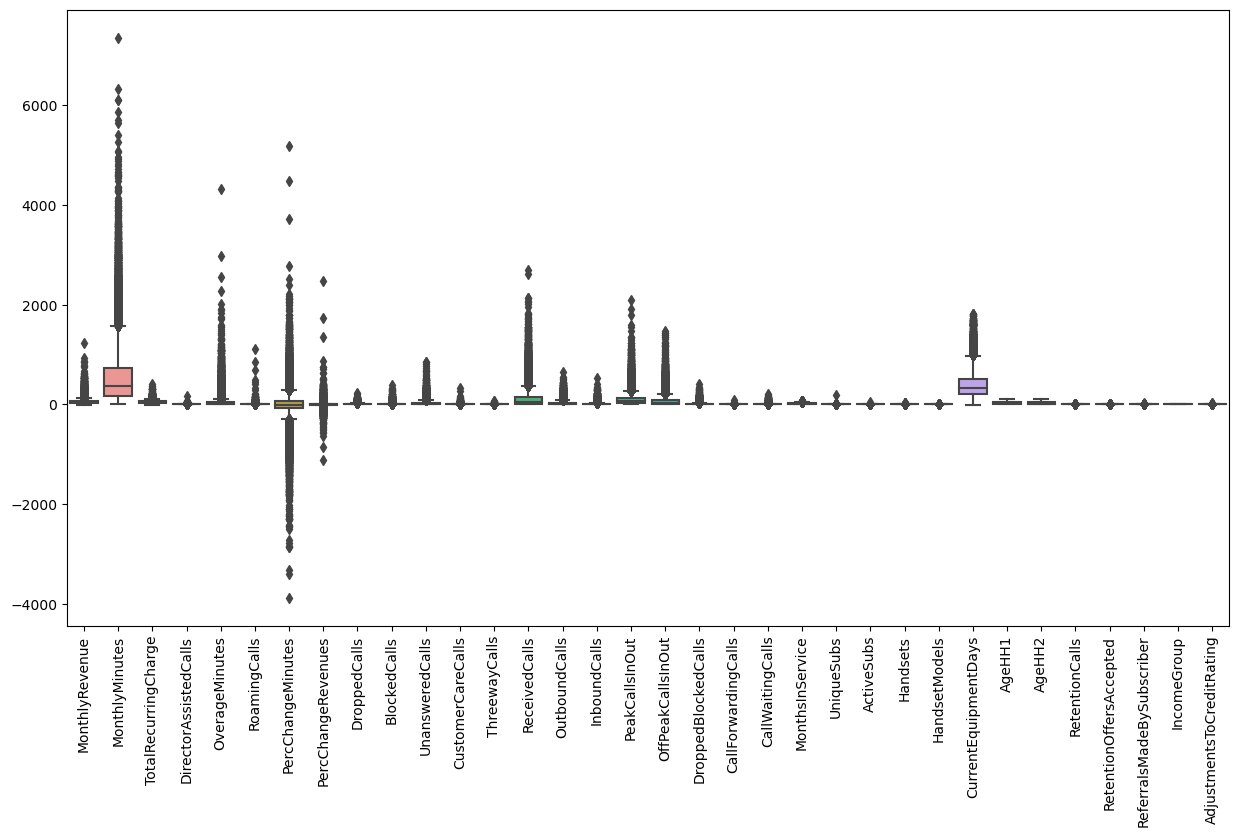 6000
4000
2000
0
−2000
−4000
MonthlyRevenue
MonthlyMinutes
TotalRecurringCharge
DirectorAssistedCalls
OverageMinutes
RoamingCalls
PercChangeMinutes
PercChangeRevenues
DroppedCalls
BlockedCalls
UnansweredCalls
CustomerCareCalls
ThreewayCalls
ReceivedCalls
OutboundCalls
InboundCalls
PeakCallsInOut
OffPeakCallsInOut
DroppedBlockedCalls
CallForwardingCalls
CallWaitingCalls
MonthsInService
UniqueSubs
ActiveSubs
Handsets
HandsetModels
CurrentEquipmentDays
AgeHH1
AgeHH2
RetentionCalls
RetentionOffersAccepted
ReferralsMadeBySubscriber
IncomeGroup
AdjustmentsToCreditRating